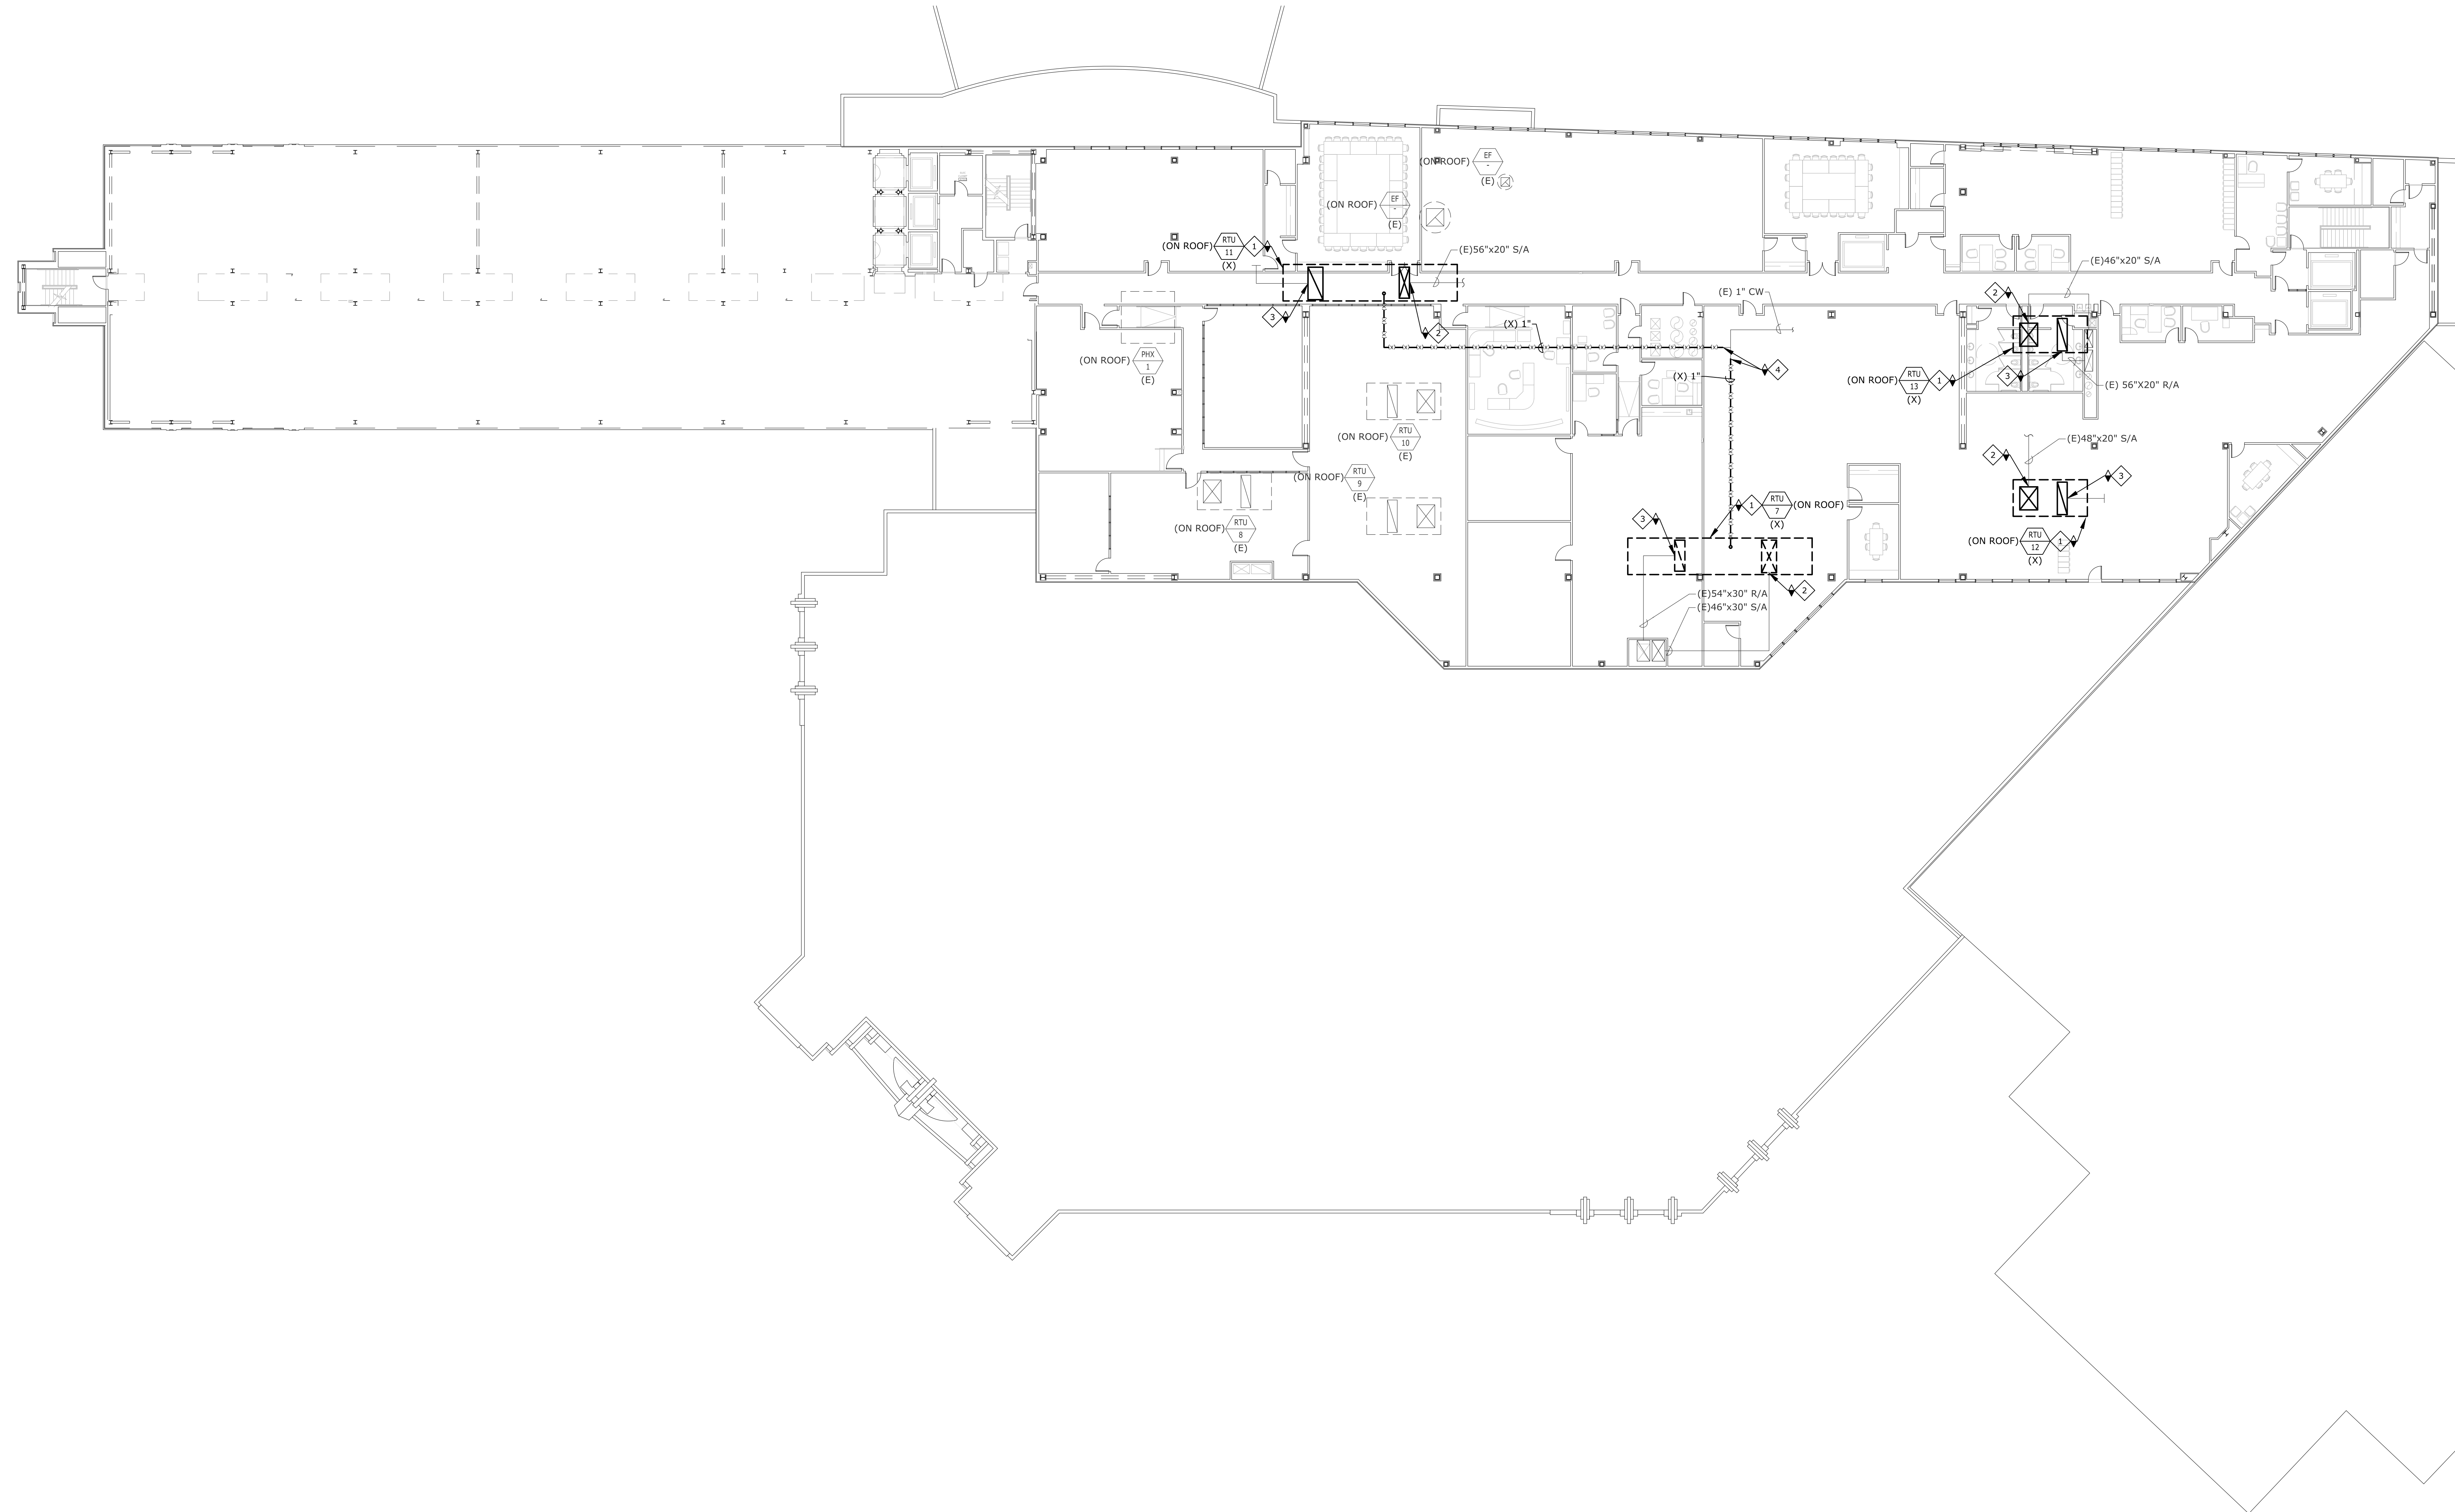 (ON ROOF)
EF
-
(E)
(ON ROOF)
EF
-
(E)
(ON ROOF)
RTU
11
(X)
1
(E)56"x20" S/A
3
2
(E)46"x20" S/A
2
(E) 1" CW
(X) 1"
4
(X) 1"
(ON ROOF)
PHX
1
(E)
(ON ROOF)
RTU
13
(X)
1
3
(E) 56"X20" R/A
(ON ROOF)
RTU
10
(E)
(E)48"x20" S/A
2
3
(ON ROOF)
RTU
9
(E)
1
RTU
7
(X)
(ON ROOF)
3
(ON ROOF)
RTU
8
(E)
(ON ROOF)
RTU
12
(X)
1
2
(E)54"x30" R/A
(E)46"x30" S/A